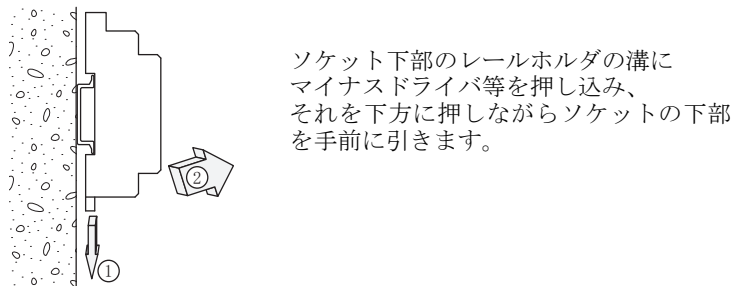 ソケット下部のレールホルダの溝に
マイナスドライバ等を押し込み、
それを下方に押しながらソケットの下部
を手前に引きます。
②
①